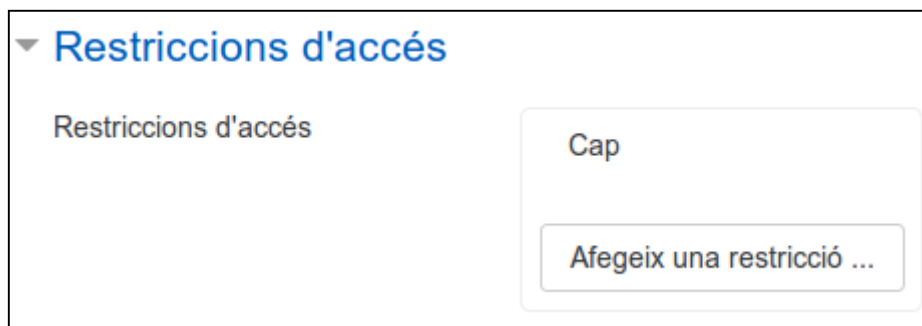 Restriccions d'accés
Restriccions d'accés
Cap
Afegeix una restricció ...